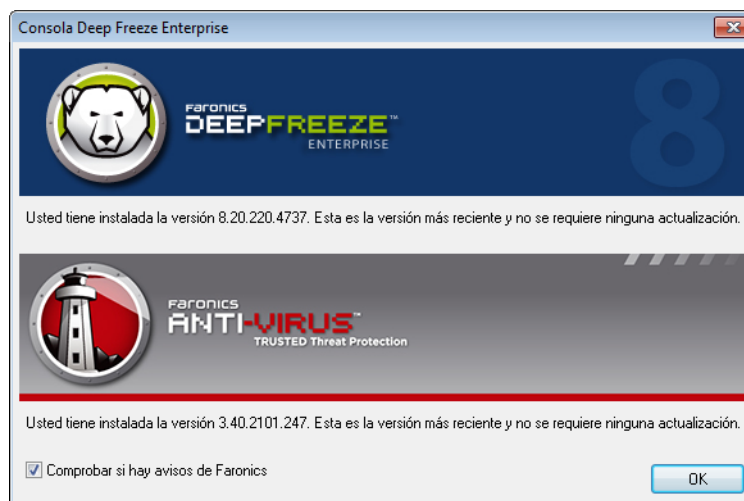 Consola Deep Freeze Enterprise
Faronics
DEEPFREEZE™
ENTERPRISE
8
Usted tiene instalada la versión 8.20.220.4737. Esta es la versión más reciente y no se requiere ninguna actualización.
Faronics
ANTI-VIRUS™
TRUSTED Threat Protection
Usted tiene instalada la versión 3.40.2101.247. Esta es la versión más reciente y no se requiere ninguna actualización.
Comprobar si hay avisos de Faronics
OK